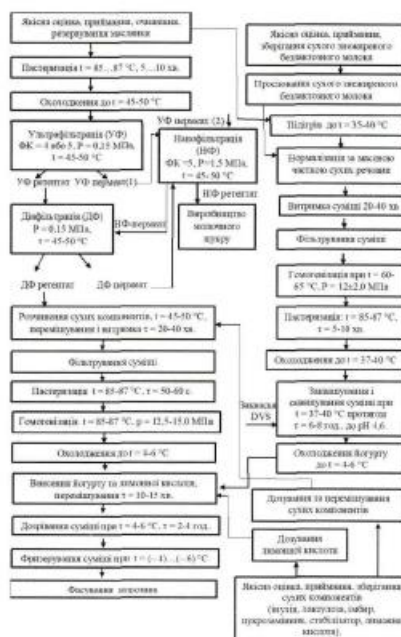 Якісна оцінка, приймання, очищення,
резервування маслянки
Пастеризація t = 85...87 °С, 5...10 хв.
Охолодження до t = 45-50 °С
Ультрафільтрація (УФ)
ФК = 4 або 5, Р = 0,15 МПа,
t = 45-50 °С
УФ ретентат
УФ пермеат(1)
УФ пермеат (2)
Нанофільтрація
(НФ)
ФК =5, Р=1,5 МПа,
t = 45-50 °С
НФ ретентат
Виробництво
молочного
цукру
Діафільтрація (ДФ)
Р = 0,15 МПа,
t = 45-50 °С
НФ-пермеат
ДФ ретентат
ДФ пермеат
Розчинення сухих компонентів, t = 45-50 °С,
перемішування і витримка τ = 20-40 хв.
Фільтрування суміші
Пастеризація t = 85-87 °С, τ = 50-60 с
Гомогенізація t = 85-87 °С, р = 12,5-15,0 МПа
Охолодження до t = 4-6 °С
Внесення йогурту та лимонної кислоти,
перемішування τ = 10-15 хв.
Дозрівання суміші при t = 4-6 °С, τ = 2-4 год.
Фризерування суміші при t = (– 4)... (– 6) °С
Фасування
Якісна оцінка, приймання,
зберігання сухого знежиреного
безлактозного молока
Просіювання сухого знежиреного
безлактозного молока
Підігрів до t = 35-40 °С
Нормалізація за масовою
часткою сухих речовин
Витримка суміші 20-40 хв.
Фільтрування суміші
Гомогенізація при t = 60-
65 °С, Р = 12±2,0 МПа
Пастеризація: t = 85-87 °С,
τ = 5-10 хв.
Охолодження до t = 37-40 °С
Закваска
DVS
Заквашування і
сквашування суміші при
t = 37-40 °С протягом
τ = 6-8 год., до рН 4,6
Охолодження йогурту
до t = 4-6 °С
Дозування та перемішування
сухих компонентів
Дозування
лимонної кислоти
Якісна оцінка, приймання, зберігання
сухих компонентів
(інулін, лактулоза, імбир,
стабілізатор, лимонна
кислота).